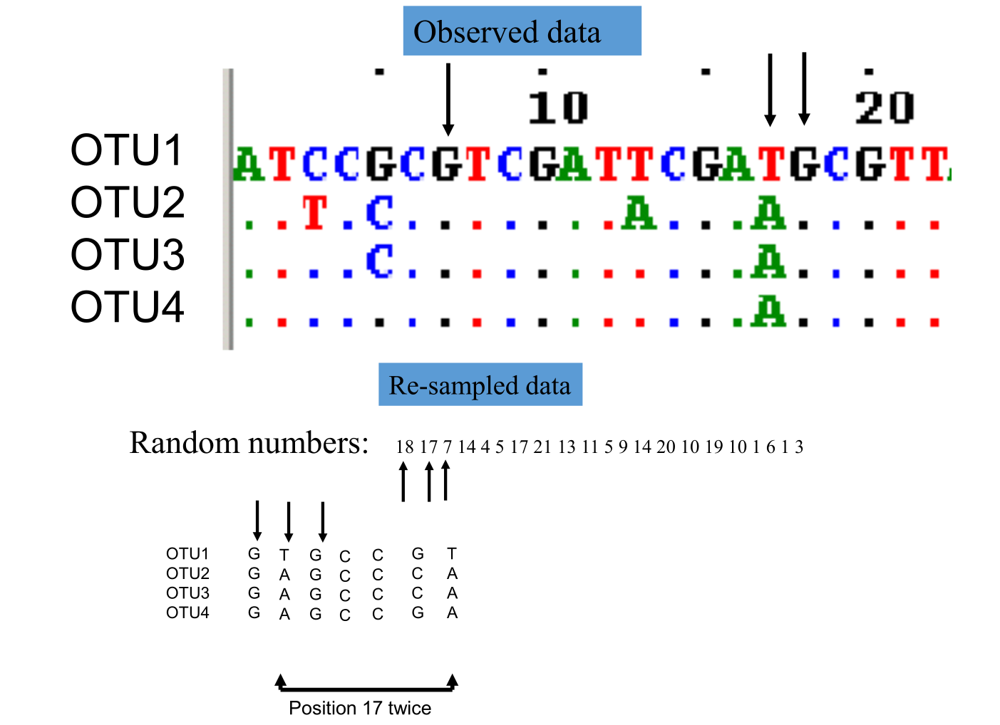 Observed data
10 20
OTU1 ATCCGCGTCGATTCGATGCGTT
OTU2 ..T.C.......A...A.....
OTU3 ....C...........A.....
OTU4 ................A.....
Re-sampled data
Random numbers: 18 17 7 14 4 5 17 21 13 11 5 9 14 20 10 19 10 1 6 1 3
OTU1 G T G C C G T
OTU2 G A G C C C A
OTU3 G A G C C C A
OTU4 G A G C C G A
Position 17 twice